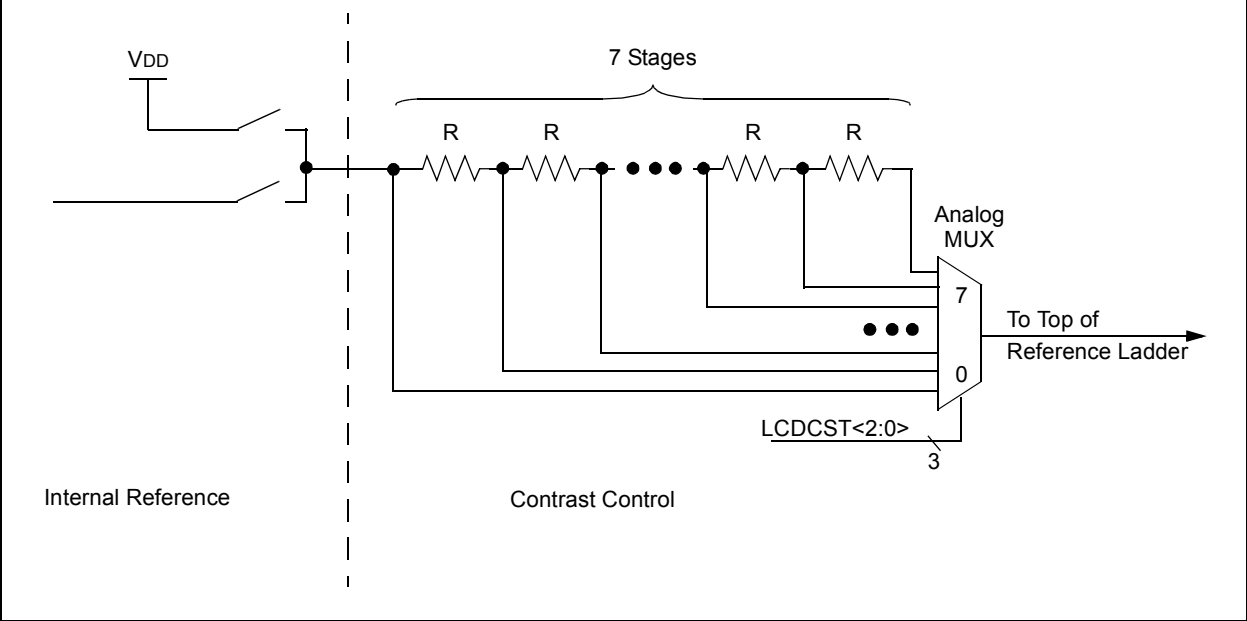 VDD
7 Stages
R
R
R
R
Analog
MUX
7
To Top of
Reference Ladder
0
LCDCST<2:0>
3
Internal Reference
Contrast Control